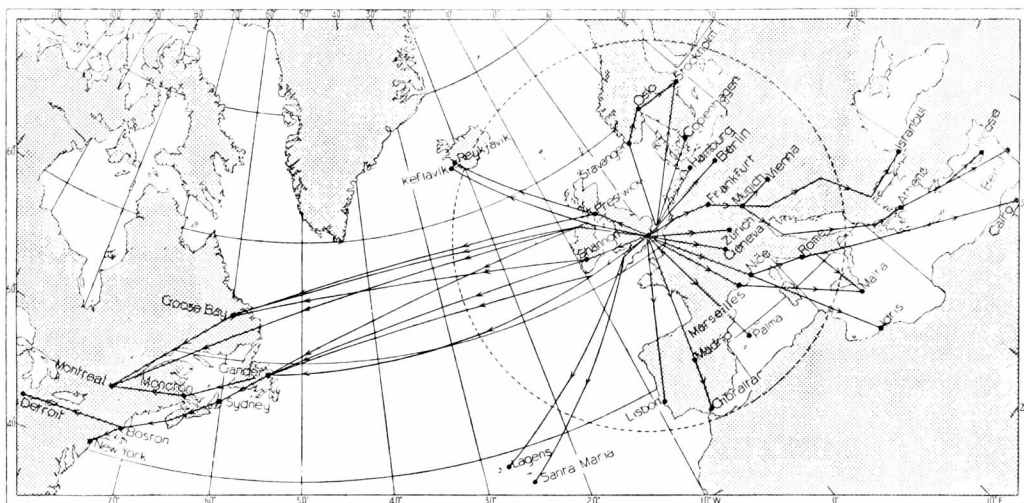 Stockholm
Oslo
Copenhagen
Hamburg
Berlin
Stavang
Reykjavik
Keflavik
Frankfurt
Munich
Vienna
Istanbul
Athens
Cairo
Prestwick
Shannon
Zurich
Geneva
Nice
Rome
Malta
Idris
Marseilles
Palma
Madrid
Gibraltar
Lisbon
Lagens
Santa Maria
Goose Bay
Gander
Montreal
Moncton
Sydney
Detroit
Boston
New York
70°
60°
50°
40°
30°
20°
10°W
0°
10°E